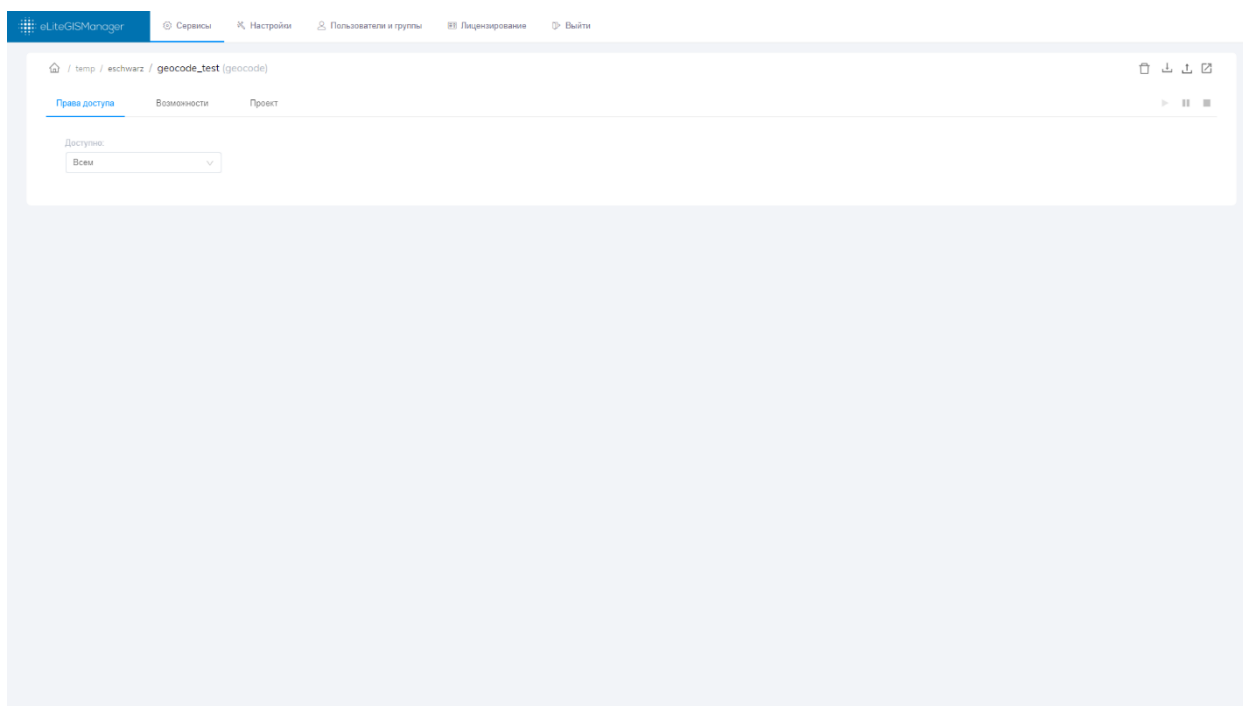 eLiteGISManager Сервисы Настройки Пользователи и группы Лицензирование Выйти
/ temp / eschwarz / geocode_test (geocode)
Права доступа Возможности Проект
Доступно:
Всем